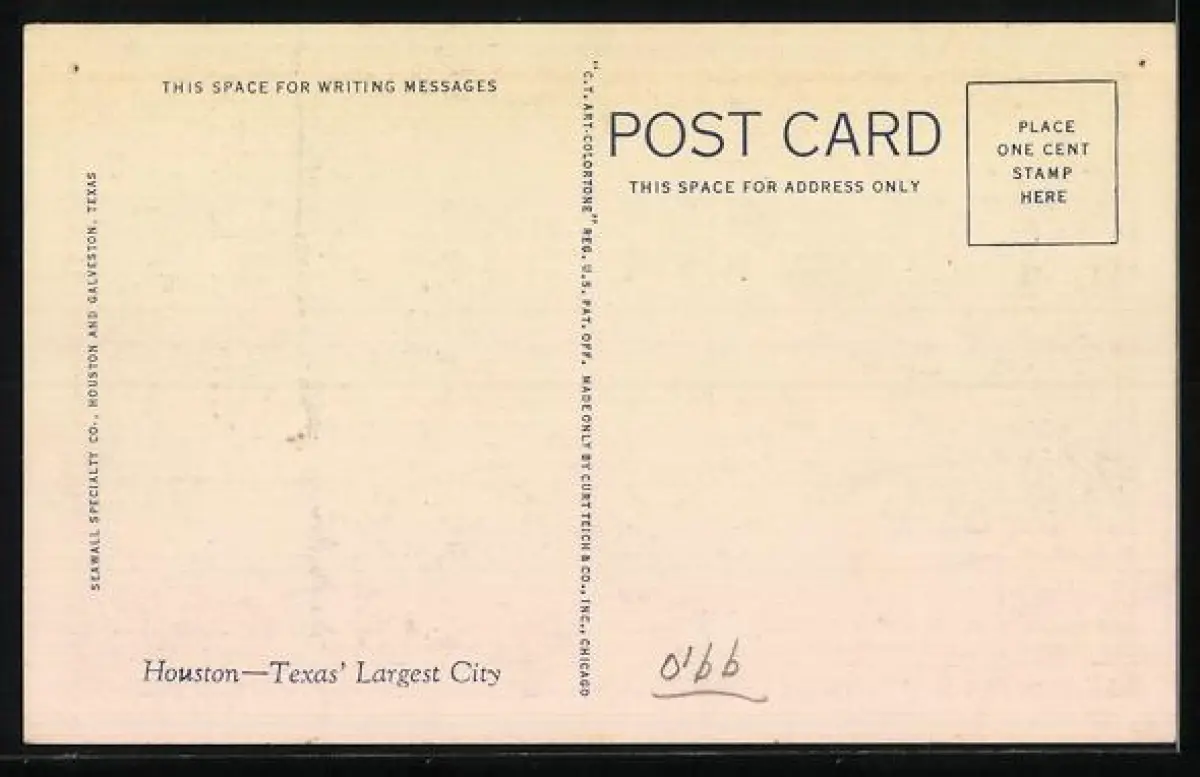 THIS SPACE FOR WRITING MESSAGES
SEAWALL SPECIALTY CO., HOUSTON AND GALVESTON, TEXAS
Houston—Texas' Largest City
"C.T. ART-COLORTONE" REG. U.S. PAT. OFF. MADE ONLY BY CURT TEICH & CO., INC., CHICAGO
POST CARD
THIS SPACE FOR ADDRESS ONLY
PLACE
ONE CENT
STAMP
HERE